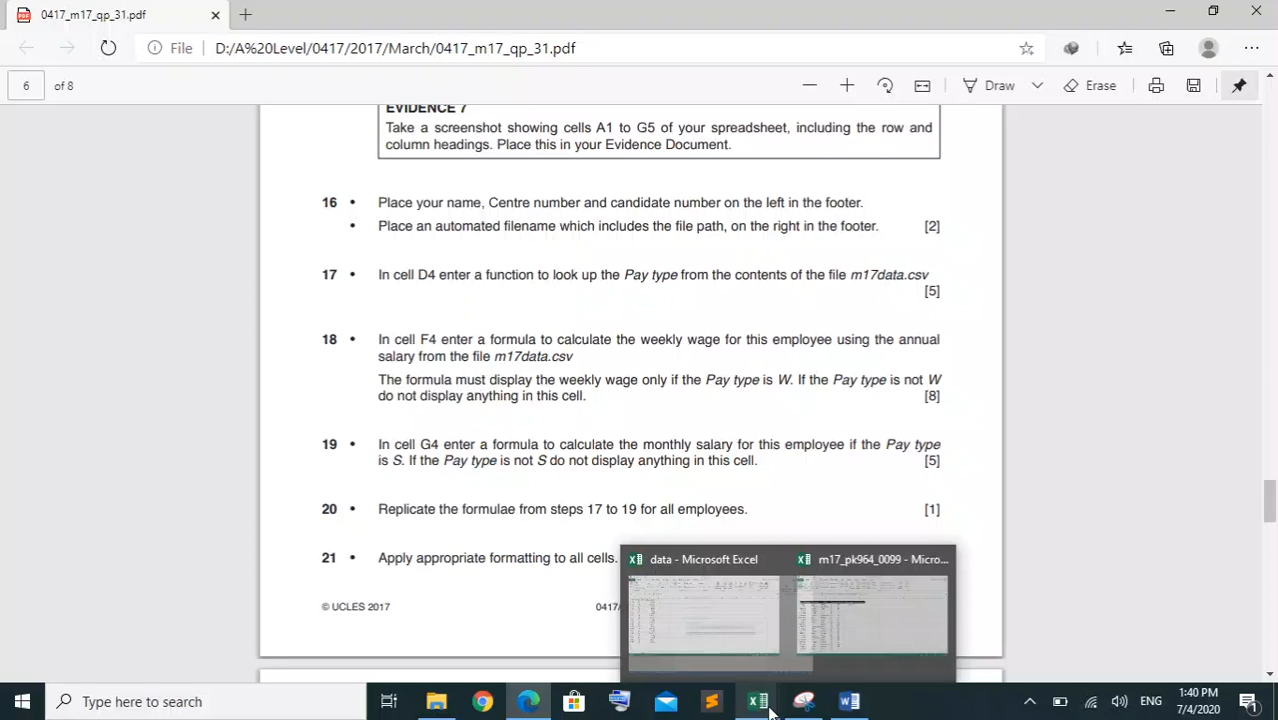 0417_m17_qp_31.pdf
File D:/A%20Level/0417/2017/March/0417_m17_qp_31.pdf
6 of 8 Draw Erase
EVIDENCE 7
Take a screenshot showing cells A1 to G5 of your spreadsheet, including the row and
column headings. Place this in your Evidence Document.
16 • Place your name, Centre number and candidate number on the left in the footer.
• Place an automated filename which includes the file path, on the right in the footer. [2]
17 • In cell D4 enter a function to look up the Pay type from the contents of the file m17data.csv
[5]
18 • In cell F4 enter a formula to calculate the weekly wage for this employee using the annual
salary from the file m17data.csv
The formula must display the weekly wage only if the Pay type is W. If the Pay type is not W
do not display anything in this cell. [8]
19 • In cell G4 enter a formula to calculate the monthly salary for this employee if the Pay type
is S. If the Pay type is not S do not display anything in this cell. [5]
20 • Replicate the formulae from steps 17 to 19 for all employees. [1]
21 • Apply appropriate formatting to all cells.
data - Microsoft Excel m17_pk964_0099 - Micro...
© UCLES 2017 0417/
Type here to search
ENG
1:40 PM
7/4/2020
1